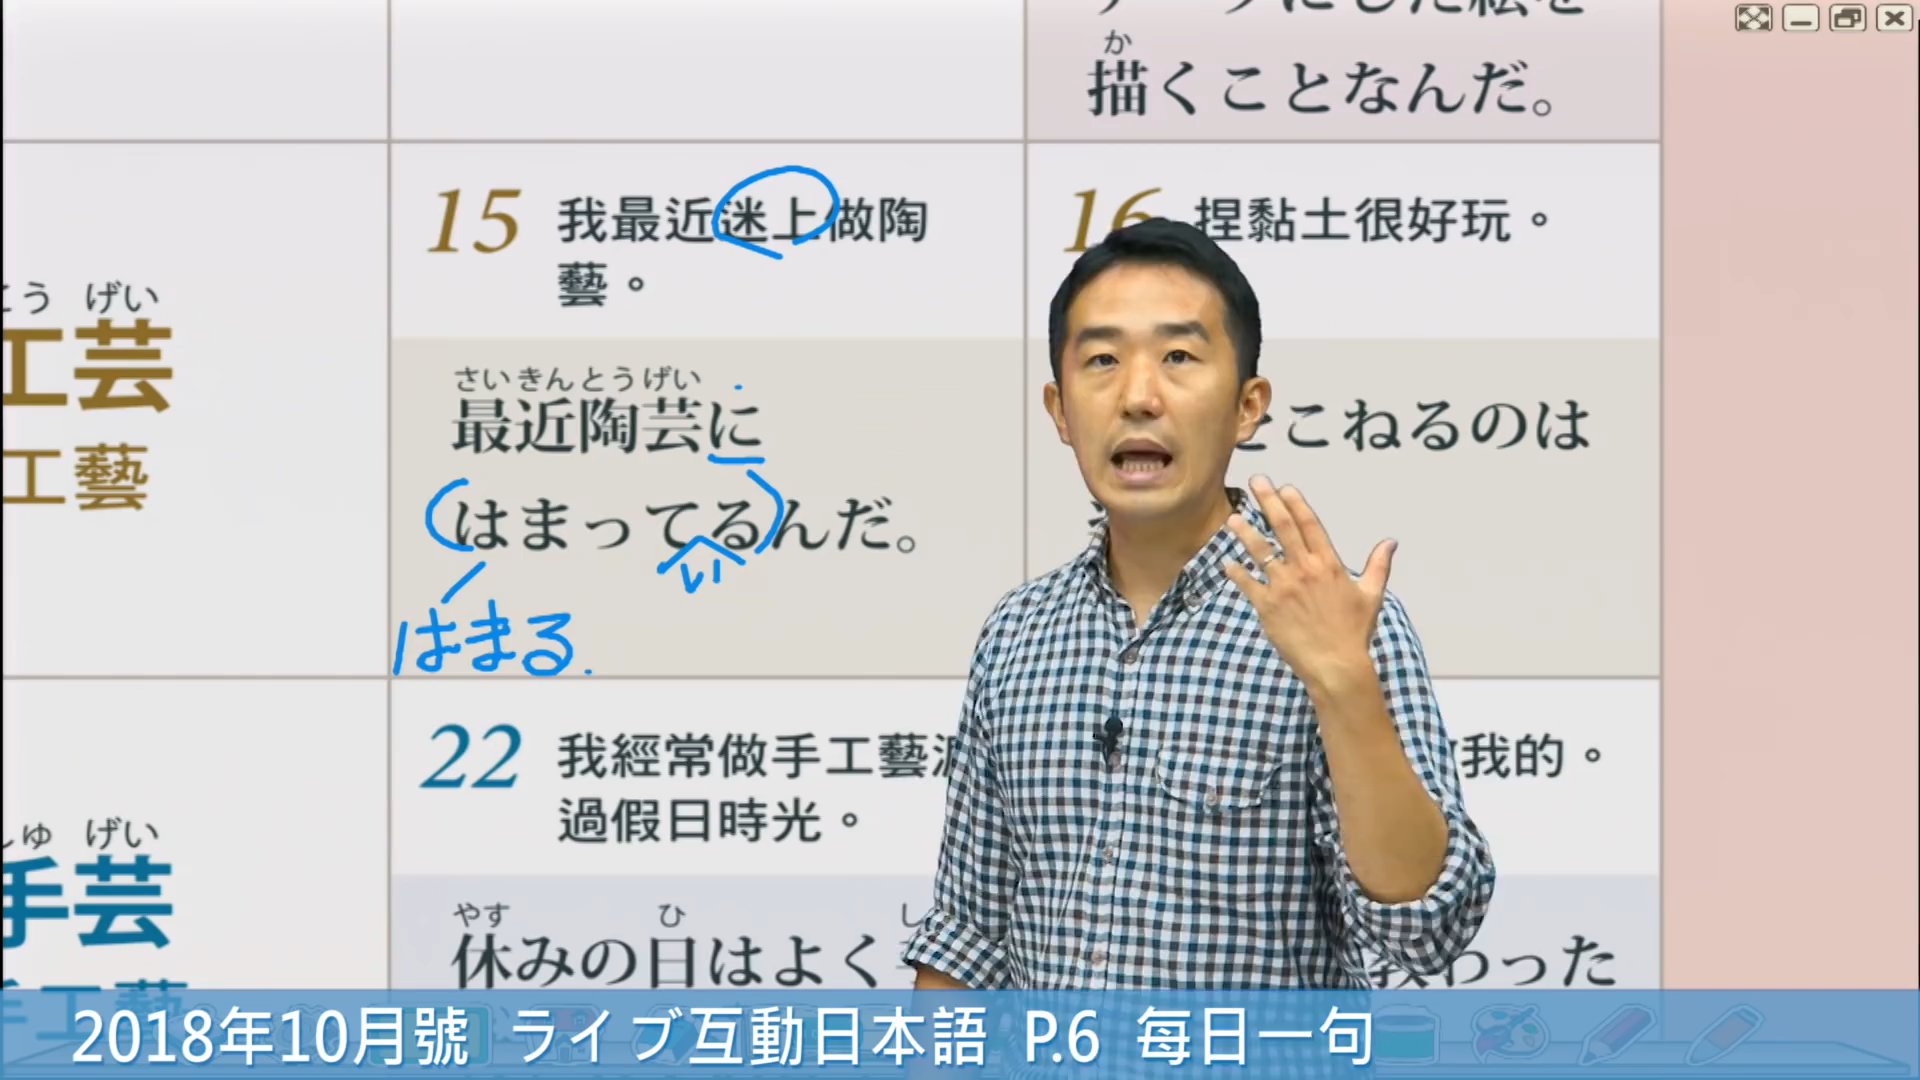 描くことなんだ。
か
15 我最近迷上做陶
藝。
さいきんとうげい
最近陶芸に
はまってるんだ。
い
はまる
16 捏黏土很好玩。
こねるのは
こう げい
工芸
工藝
22 我經常做手工藝
過假日時光。
我的。
しゅ げい
手芸
やす ひ し
休みの日はよく
教わった
2018年10月號 ライブ互動日本語 P.6 每日一句